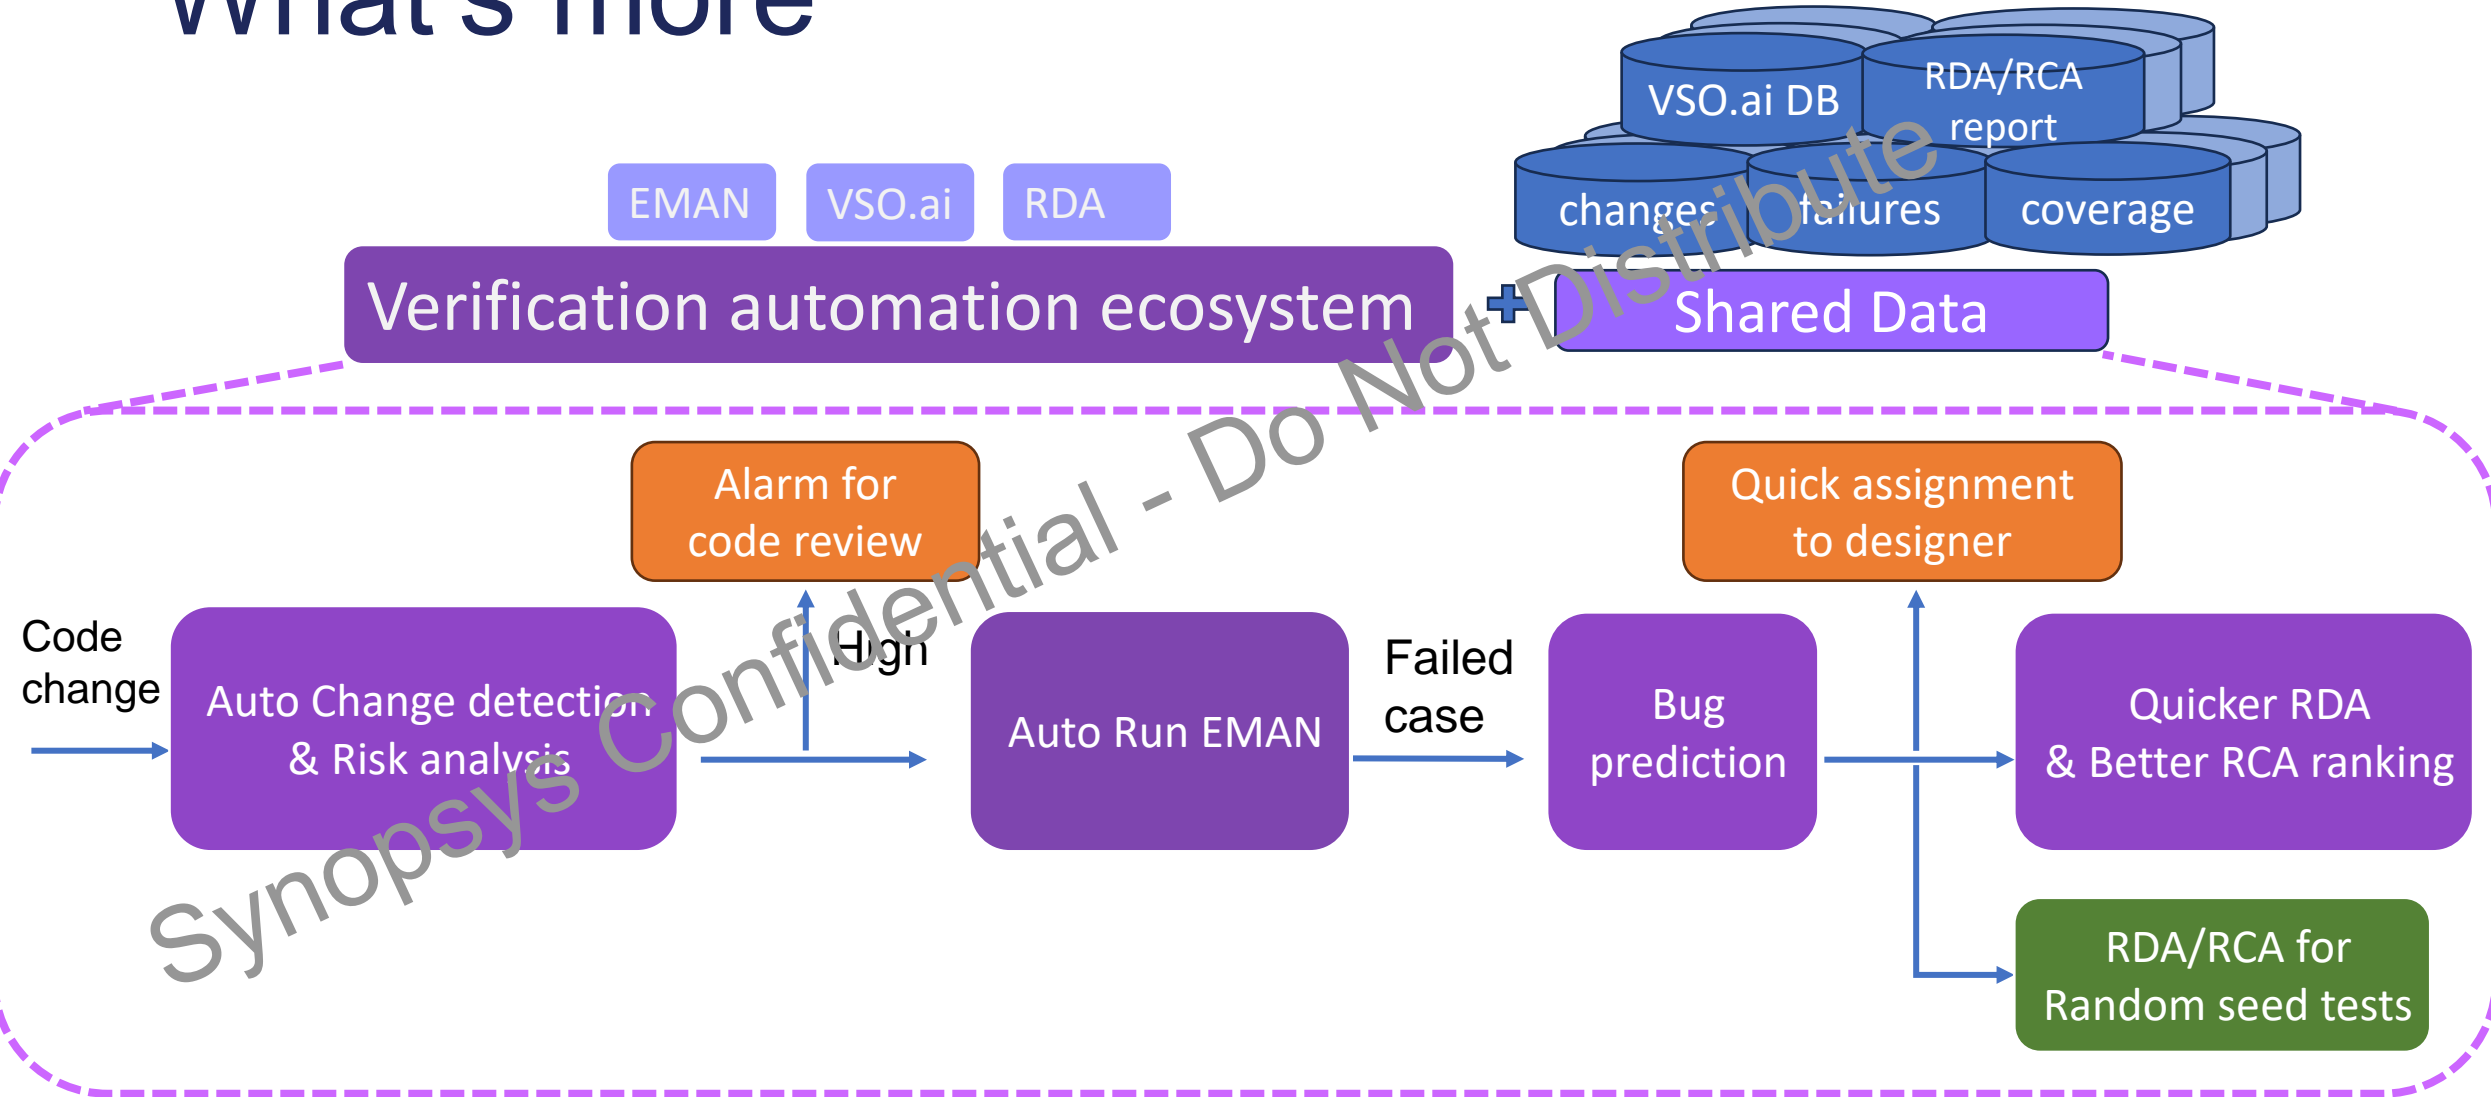 What's more
VSO.ai DB
RDA/RCA
report
EMAN
VSO.ai
RDA
changes
failures
coverage
Verification automation ecosystem
Shared Data
Alarm for
code review
Quick assignment
to designer
Code
change
High
Auto Change detection
& Risk analysis
Auto Run EMAN
Failed
case
Bug
prediction
Quicker RDA
& Better RCA ranking
RDA/RCA for
Random seed tests
Synopsys Confidential - Do Not Distribute